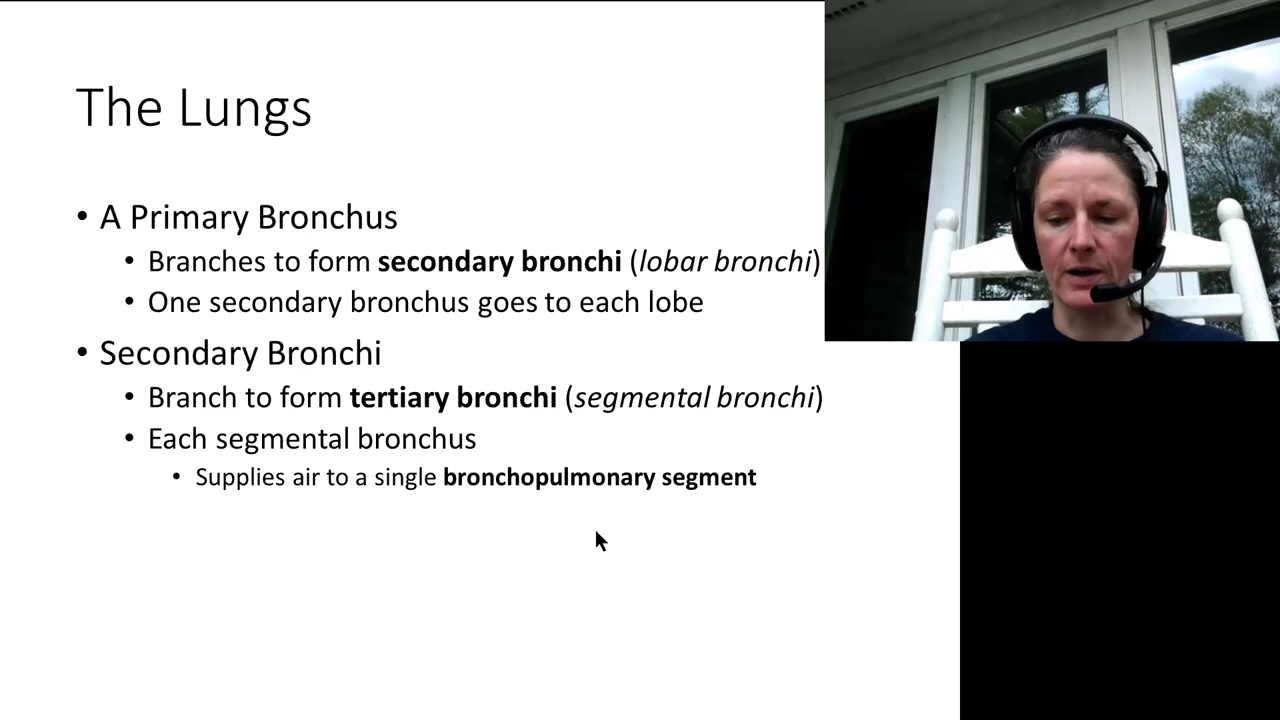 The Lungs
• A Primary Bronchus
• Branches to form secondary bronchi (lobar bronchi)
• One secondary bronchus goes to each lobe
• Secondary Bronchi
• Branch to form tertiary bronchi (segmental bronchi)
• Each segmental bronchus
• Supplies air to a single bronchopulmonary segment